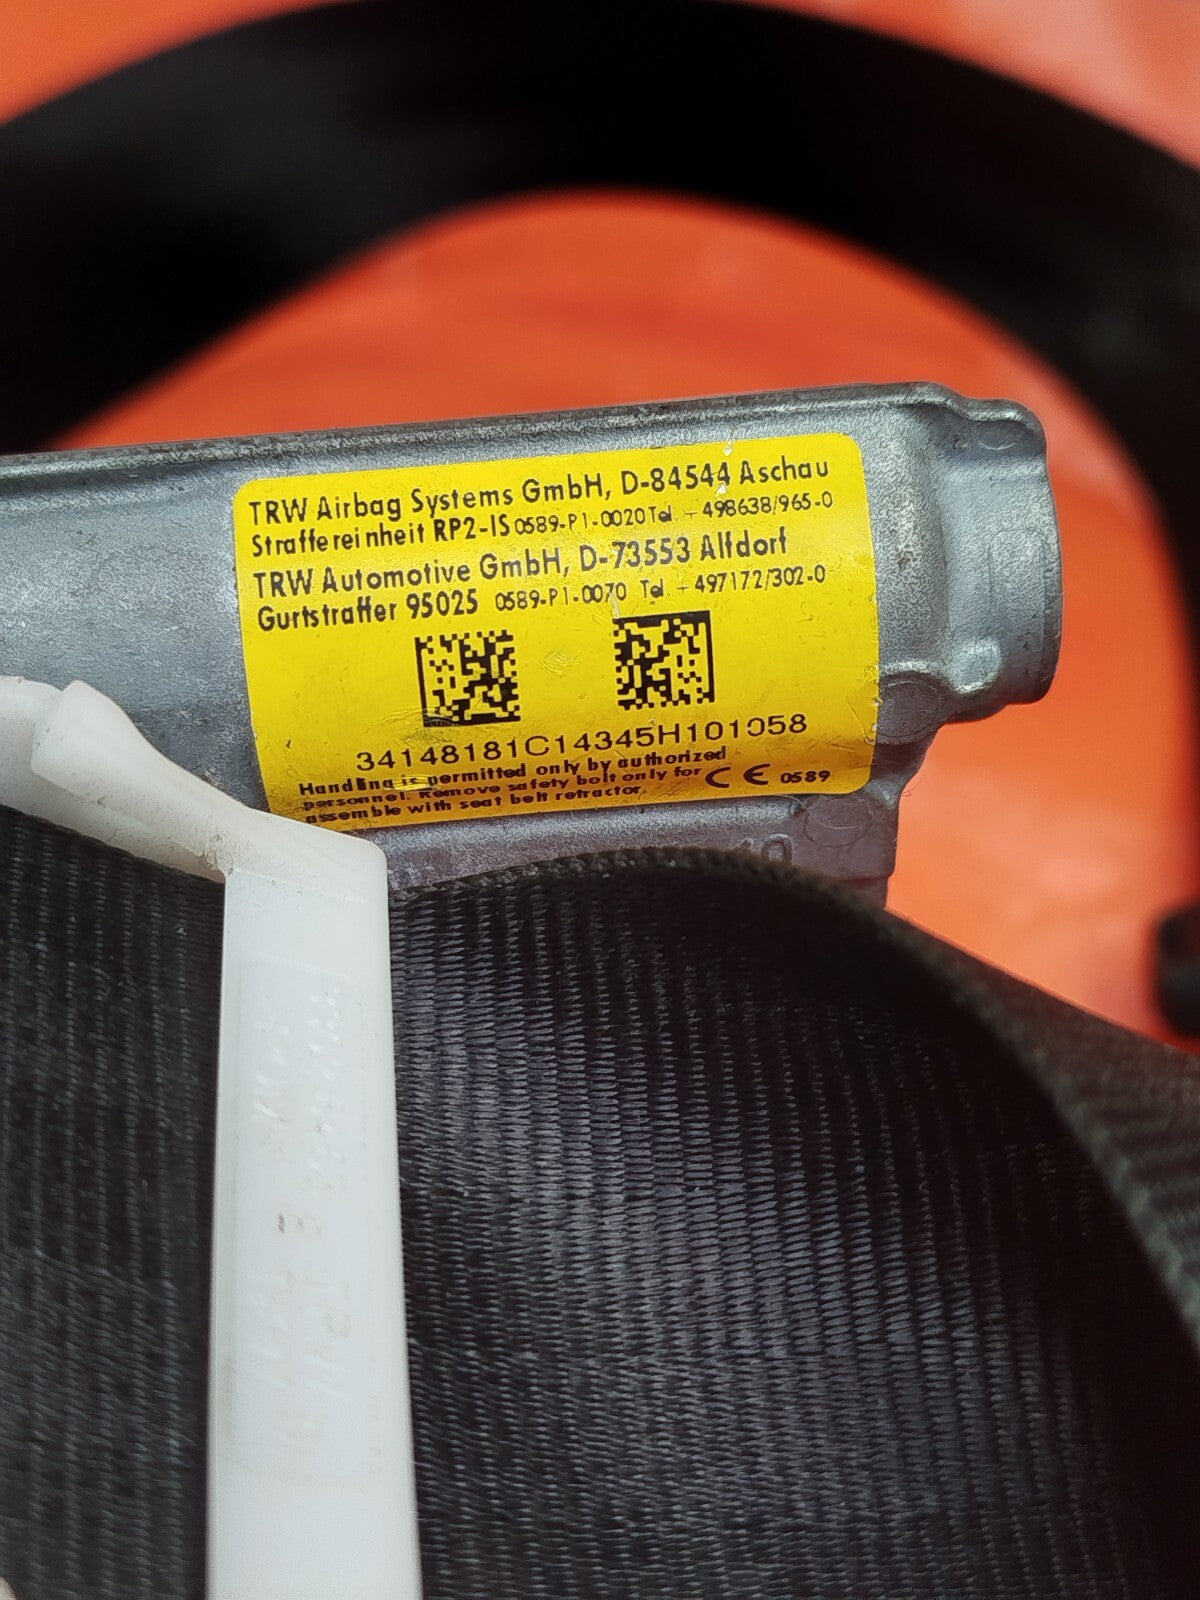 TRW Airbag Systems GmbH, D-84544 Aschau
Straffereinheit RP2-IS 0589-P1-0020 Tel. +498638/965-0
TRW Automotive GmbH, D-73553 Alfdorf
Gurtstraffer 95025 0589-P1-0070 Tel. +497172/302-0
34148181C14345H101058
Handling is permitted only by authorized
personnel. Remove safety bolt only for
assemble with seat belt retractor.
CE 0589